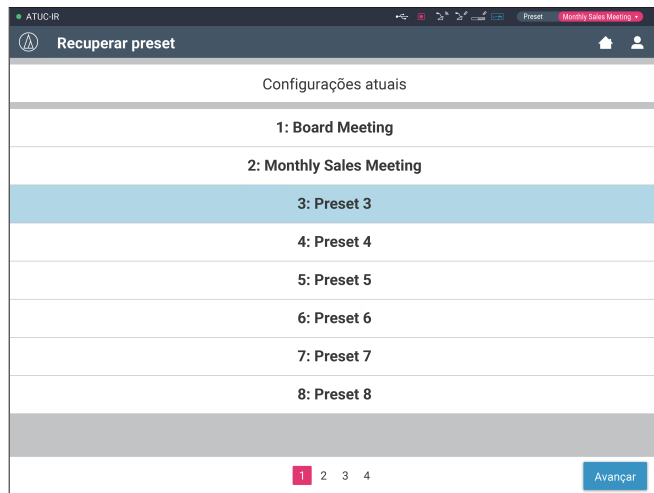 ATUC-IR
Preset Monthly Sales Meeting
Recuperar preset
Configurações atuais
1: Board Meeting
2: Monthly Sales Meeting
3: Preset 3
4: Preset 4
5: Preset 5
6: Preset 6
7: Preset 7
8: Preset 8
1 2 3 4
Avançar